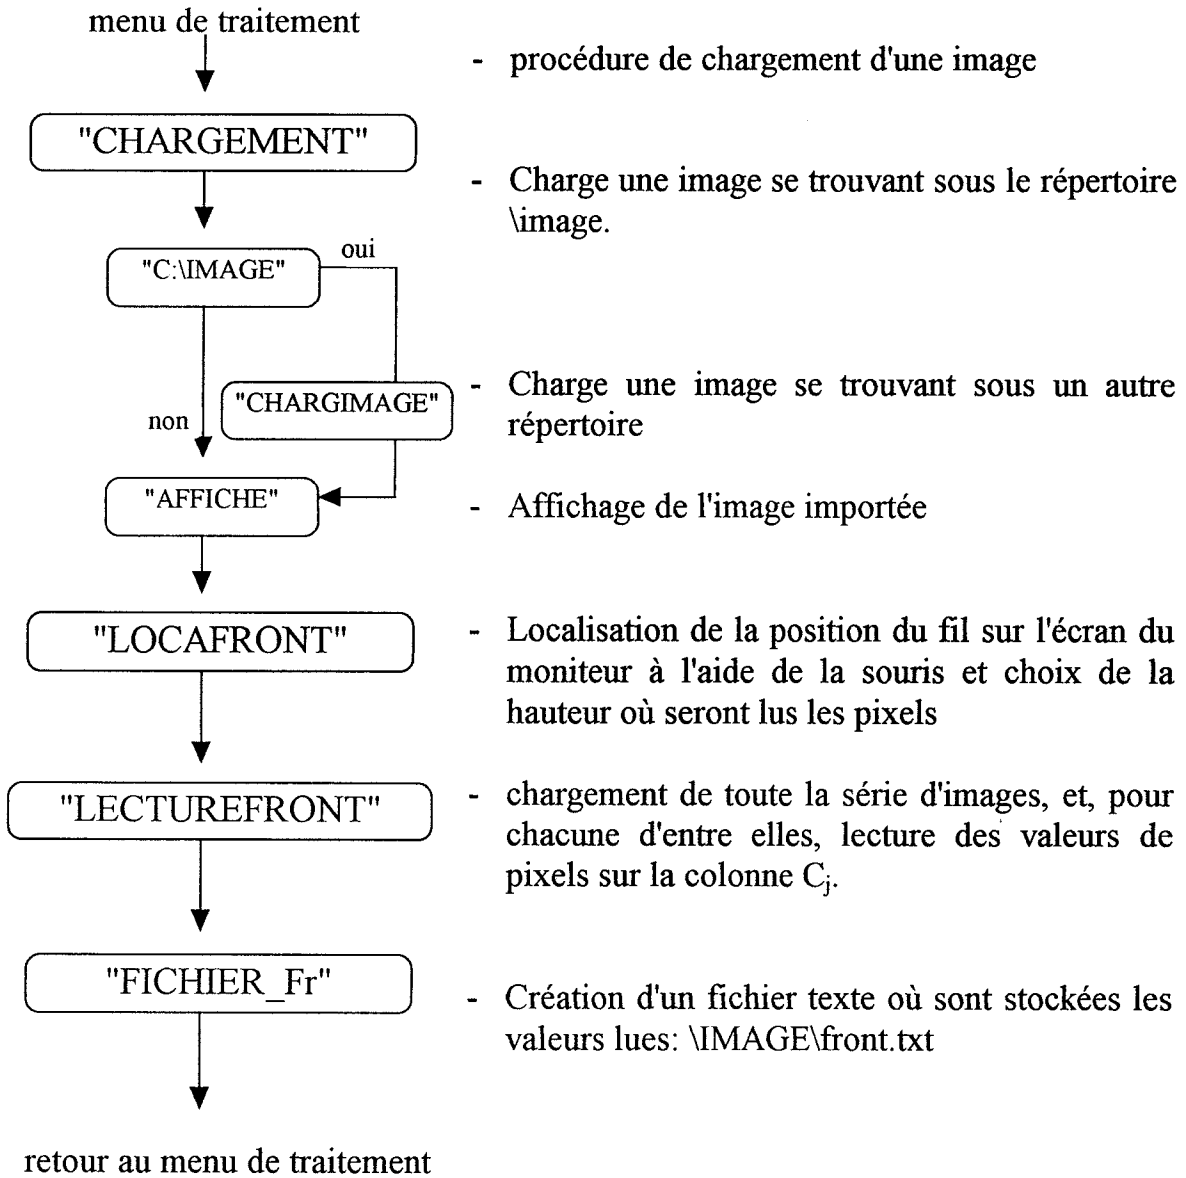 menu de traitement
- procédure de chargement d'une image
"CHARGEMENT"
- Charge une image se trouvant sous le répertoire
\image.
"C:\IMAGE"
oui
"CHARGIMAGE"
non
- Charge une image se trouvant sous un autre
répertoire
"AFFICHE"
- Affichage de l'image importée
"LOCAFRONT"
- Localisation de la position du fil sur l'écran du
moniteur à l'aide de la souris et choix de la
hauteur où seront lus les pixels
"LECTUREFRONT"
- chargement de toute la série d'images, et, pour
chacune d'entre elles, lecture des valeurs de
pixels sur la colonne Cj.
"FICHIER_Fr"
- Création d'un fichier texte où sont stockées les
valeurs lues: \IMAGE\front.txt
retour au menu de traitement